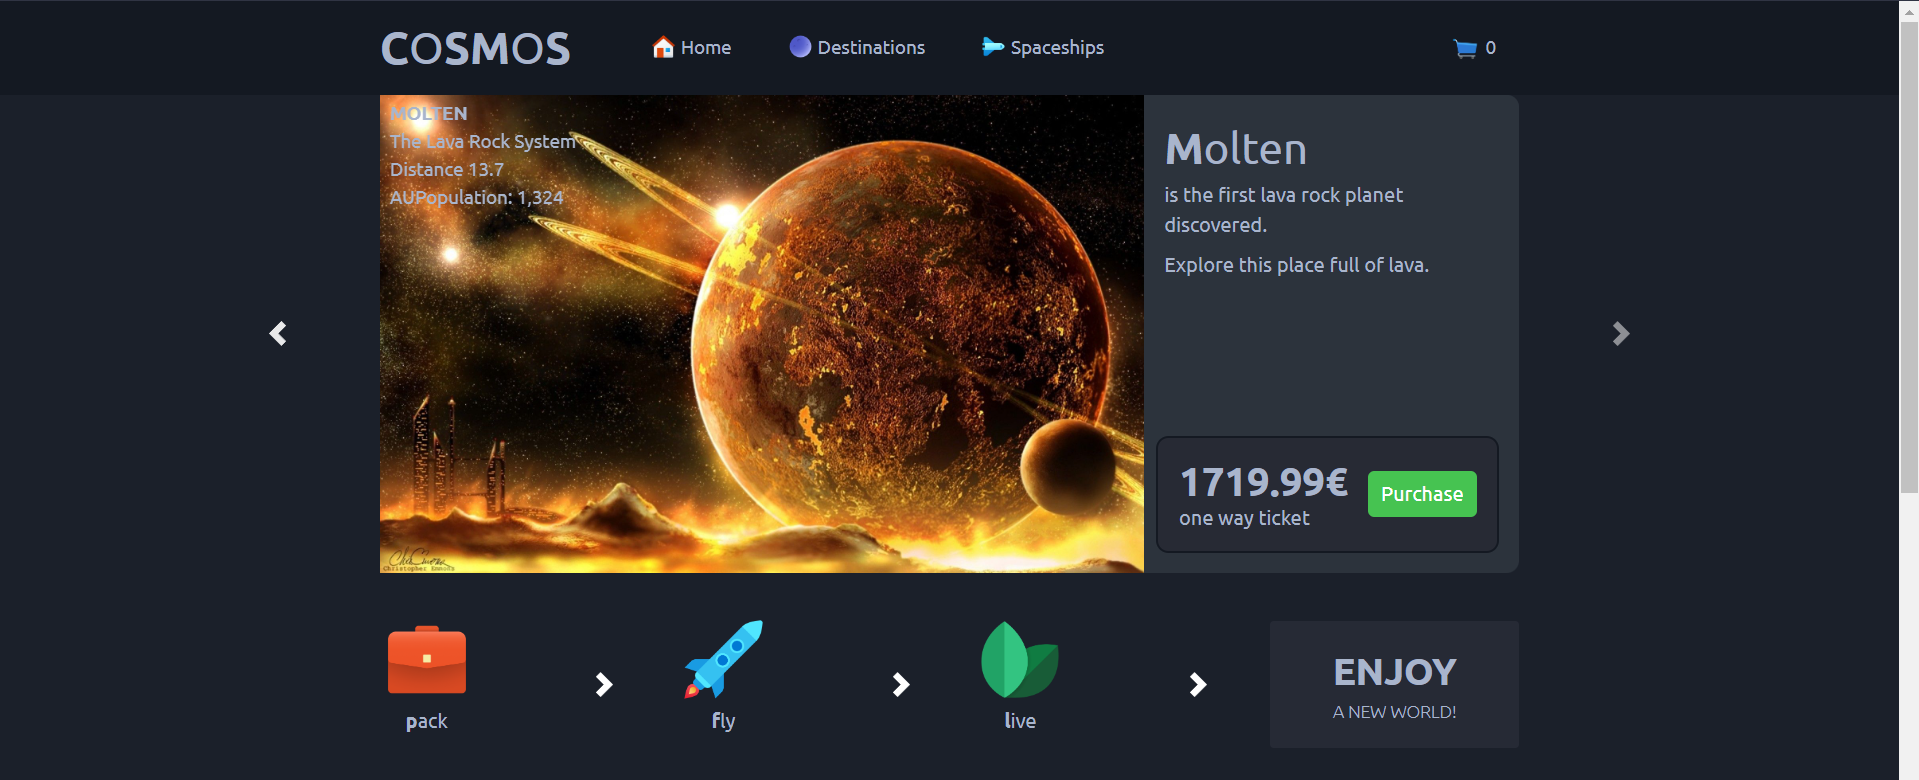 COSMOS
Home
Destinations
Spaceships
0
MOLTEN
The Lava Rock System
Distance 13.7
AUPopulation: 1,324
Christopher Emmons
Molten
is the first lava rock planet
discovered.
Explore this place full of lava.
1719.99€
one way ticket
Purchase
pack
fly
live
ENJOY
A NEW WORLD!